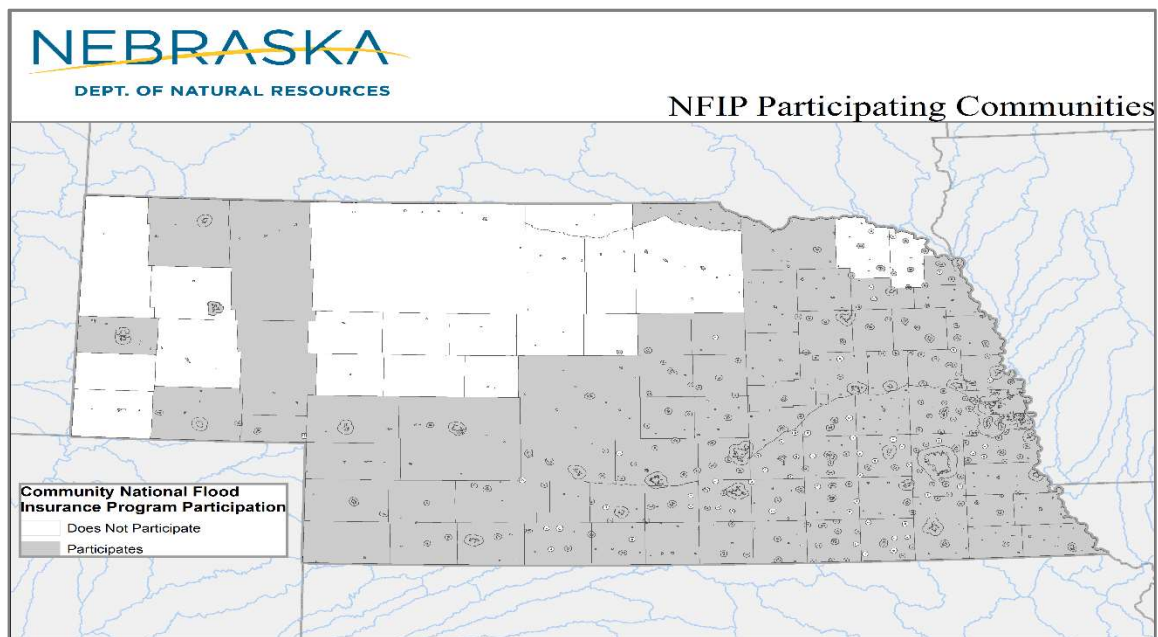 NEBRASKA
DEPT. OF NATURAL RESOURCES
NFIP Participating Communities
Community National Flood
Insurance Program Participation
Does Not Participate
Participates